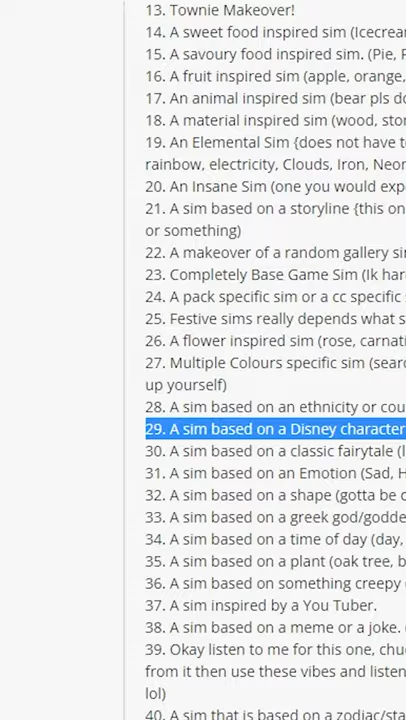 13. Townie Makeover!
14. A sweet food inspired sim (Icecrea
15. A savoury food inspired sim. (Pie,
16. A fruit inspired sim (apple, orange,
17. An animal inspired sim (bear pls do
18. A material inspired sim (wood, sto
19. An Elemental Sim {does not have t
rainbow, electricity, Clouds, Iron, Neo
20. An Insane Sim (one you would exp
21. A sim based on a storyline {this on
or something)
22. A makeover of a random gallery si
23. Completely Base Game Sim (Ik har
24. A pack specific sim or a cc specific
25. Festive sims really depends what s
26. A flower inspired sim (rose, carnat
27. Multiple Colours specific sim (sear
up yourself)
28. A sim based on an ethnicity or cou
29. A sim based on a Disney character
30. A sim based on a classic fairytale (l
31. A sim based on an Emotion (Sad, H
32. A sim based on a shape (gotta be c
33. A sim based on a greek god/godde
34. A sim based on a time of day (day,
35. A sim based on a plant (oak tree, b
36. A sim based on something creepy (
37. A sim inspired by a You Tuber.
38. A sim based on a meme or a joke. (
39. Okay listen to me for this one, chu
from it then use these vibes and listen
lol)
40. A sim that is based on a zodiac/sta